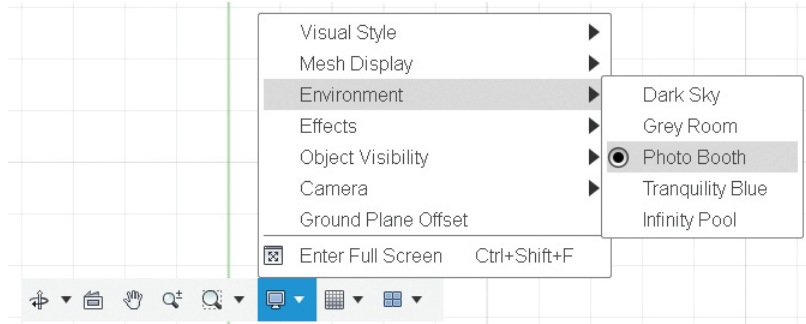 Visual Style
Mesh Display
Environment
Effects
Object Visibility
Camera
Ground Plane Offset
Enter Full Screen Ctrl+Shift+F
Dark Sky
Grey Room
Photo Booth
Tranquility Blue
Infinity Pool